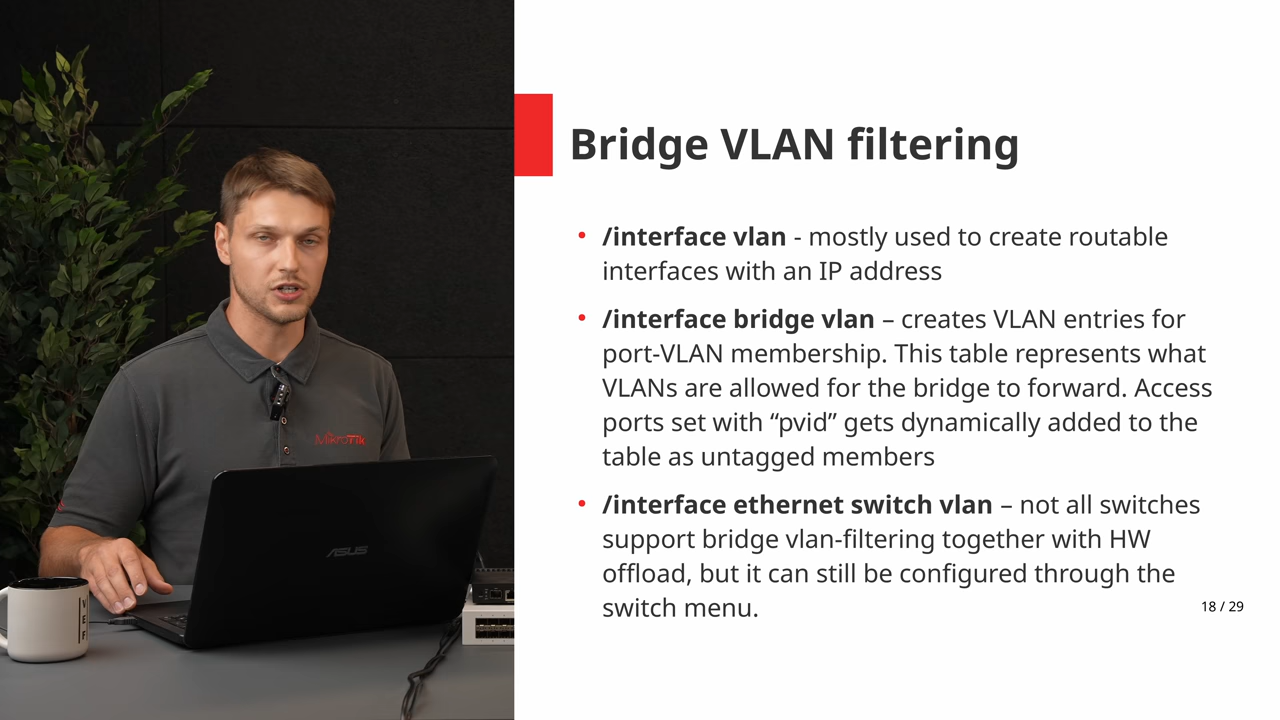 Bridge VLAN filtering
• /interface vlan - mostly used to create routable
interfaces with an IP address
• /interface bridge vlan – creates VLAN entries for
port-VLAN membership. This table represents what
VLANs are allowed for the bridge to forward. Access
ports set with “pvid” gets dynamically added to the
table as untagged members
• /interface ethernet switch vlan – not all switches
support bridge vlan-filtering together with HW
offload, but it can still be configured through the
switch menu.
18 / 29
MikroTik
ASUS